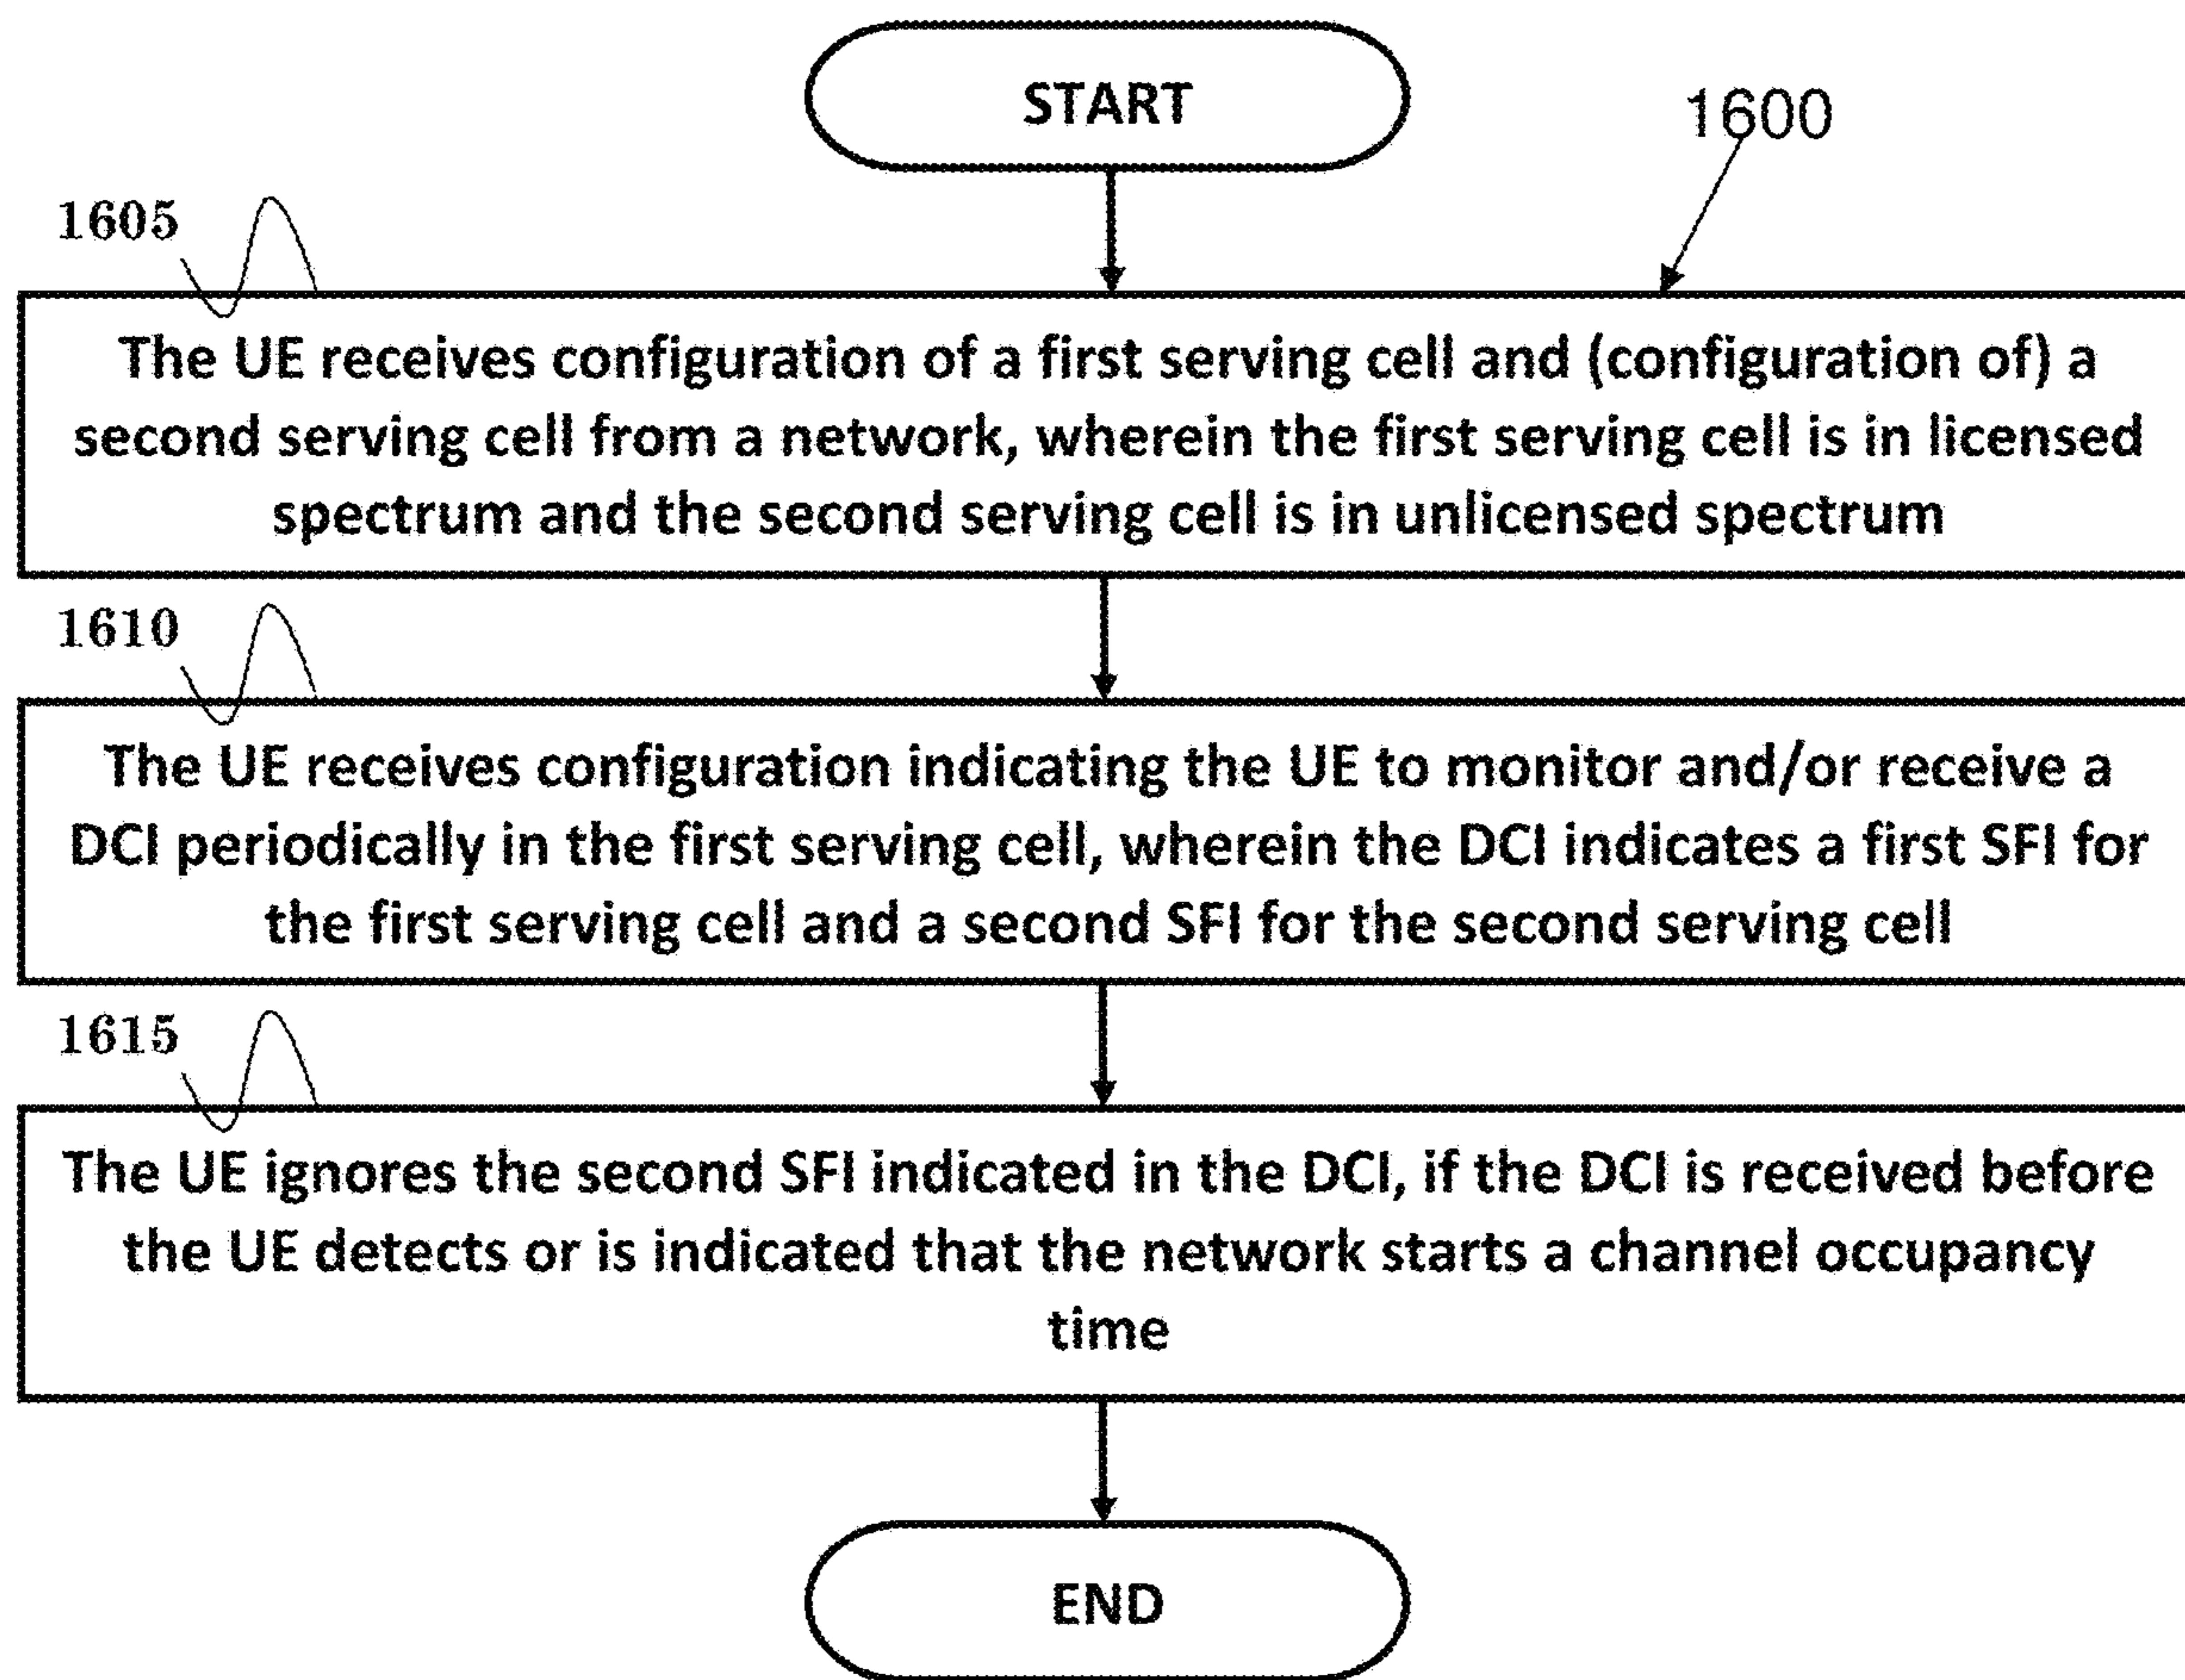 START
1600
1605
The UE receives configuration of a first serving cell and (configuration of) a
second serving cell from a network, wherein the first serving cell is in licensed
spectrum and the second serving cell is in unlicensed spectrum
1610
The UE receives configuration indicating the UE to monitor and/or receive a
DCI periodically in the first serving cell, wherein the DCI indicates a first SFI for
the first serving cell and a second SFI for the second serving cell
1615
The UE ignores the second SFI indicated in the DCI, if the DCI is received before
the UE detects or is indicated that the network starts a channel occupancy
time
END